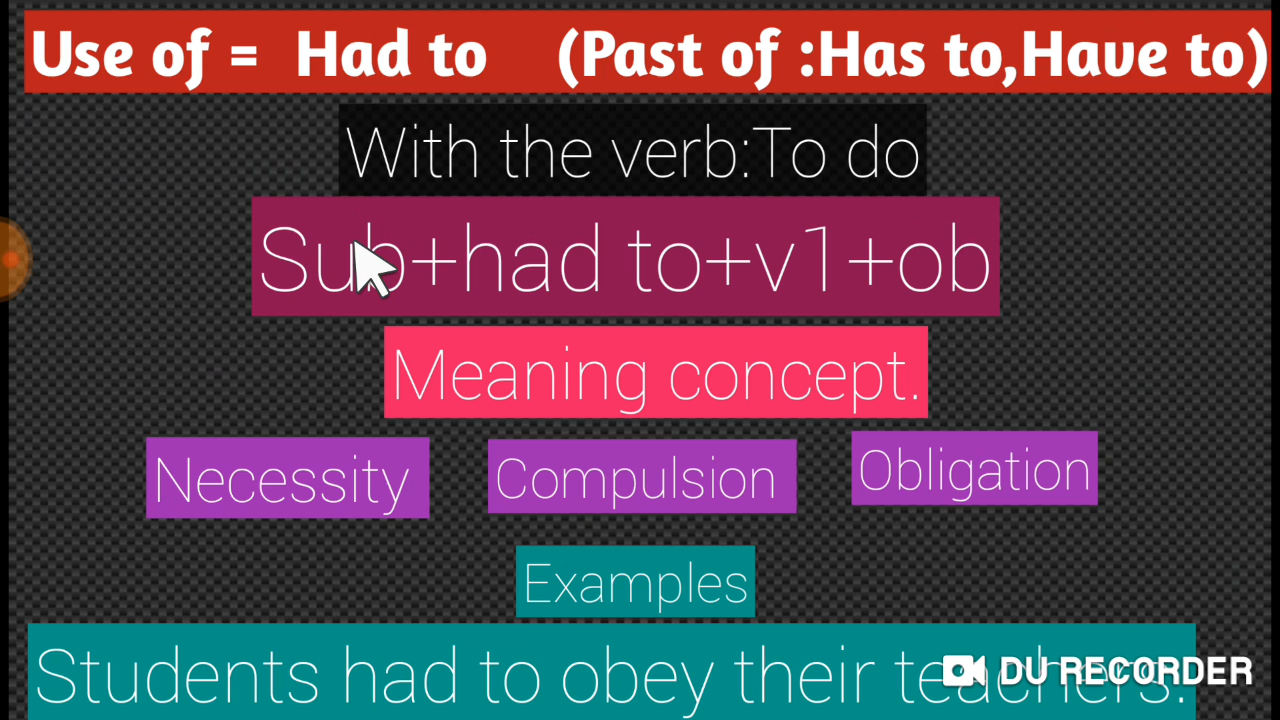 Use of = Had to (Past of :Has to,Have to)
With the verb:To do
Sub+had to+v1+ob
Meaning concept.
Necessity Compulsion Obligation
Examples
Students had to obey their teachers.
DU RECORDER